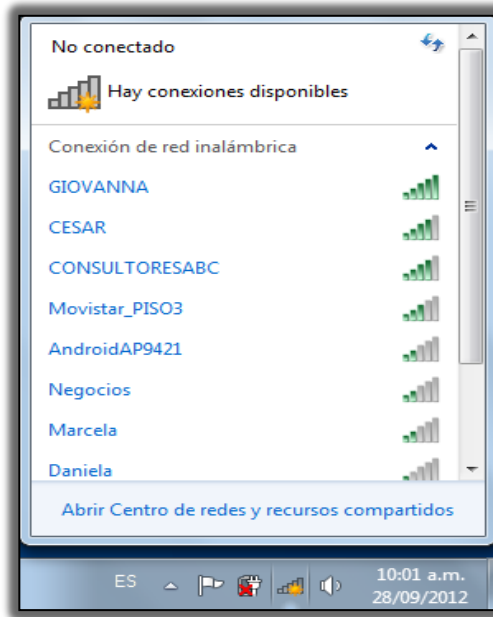 No conectado
Hay conexiones disponibles
Conexión de red inalámbrica
GIOVANNA
CESAR
CONSULTORESABC
Movistar_PISO3
AndroidAP9421
Negocios
Marcela
Daniela
Abrir Centro de redes y recursos compartidos
ES
10:01 a.m.
28/09/2012